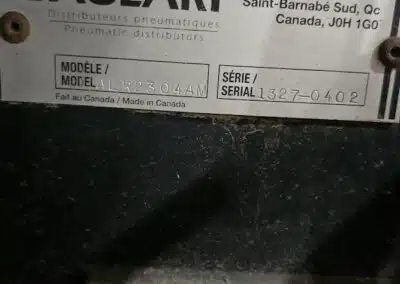 Distributeurs pneumatiques
Pneumatic distributors
Saint-Barnabé Sud, Qc
Canada, J0H 1G0
MODÈLE /
MODEL
SÉRIE /
SERIAL 1327-0402
Fait au Canada / Made in Canada